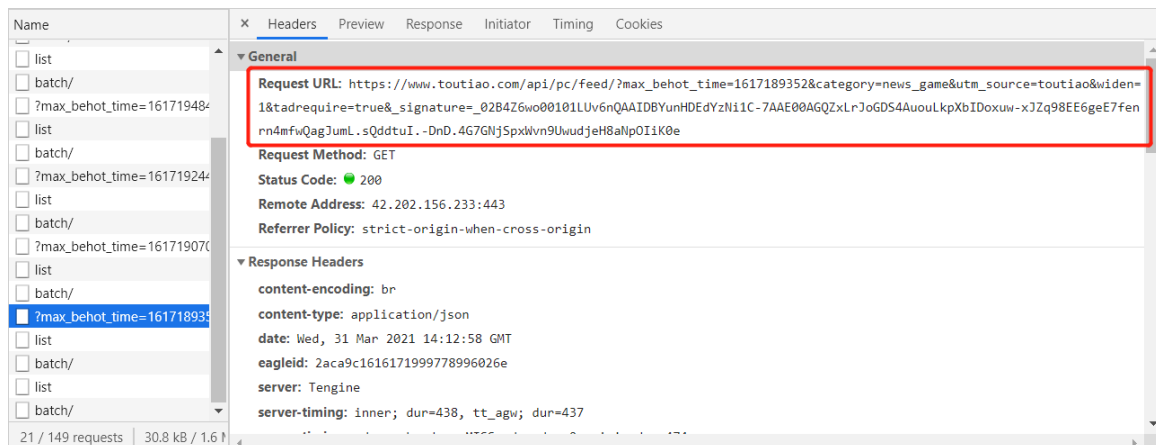 Name
× Headers Preview Response Initiator Timing Cookies
list
batch/
?max_behot_time=161719484
list
batch/
?max_behot_time=161719244
list
batch/
?max_behot_time=161719070
list
batch/
?max_behot_time=161718935
list
batch/
list
batch/
21 / 149 requests 30.8 kB / 1.6
▼General
Request URL: https://www.toutiao.com/api/pc/feed/?max_behot_time=1617189352&category=news_game&utm_source=toutiao&widen=
1&tadrequire=true&_signature=_02B4Z6wo00101LUv6nQAAIDBYunHDEdYzNi1C-7AAE00AGQZxLrJoGDS4AuouLkpXbIDoxuw-xJZq98EE6geE7fen
rn4mfwQagJumL.sQddtuI.-DnD.4G7GNjSpxWvn9UwudjeH8aNpOIiK0e
Request Method: GET
Status Code: 200
Remote Address: 42.202.156.233:443
Referrer Policy: strict-origin-when-cross-origin
▼Response Headers
content-encoding: br
content-type: application/json
date: Wed, 31 Mar 2021 14:12:58 GMT
eagleid: 2aca9c1616171999778996026e
server: Tengine
server-timing: inner; dur=438, tt_agw; dur=437